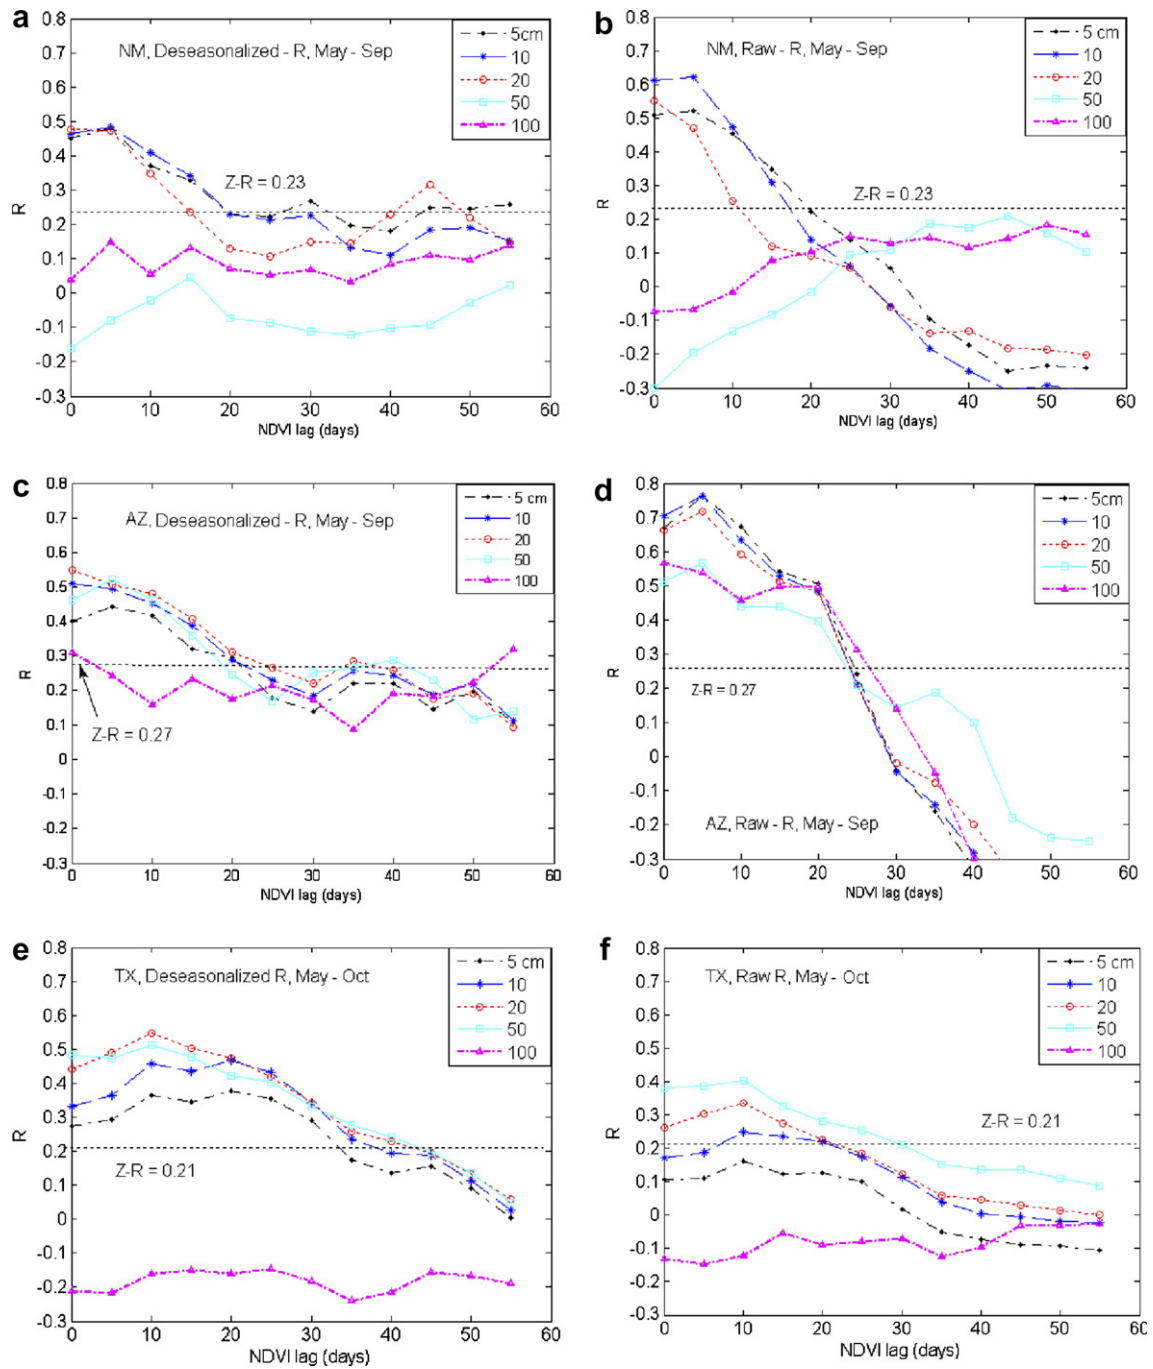 a
NM, Deseasonalized - R, May - Sep
5cm
10
20
50
100
Z-R = 0.23
R
0.8
0.7
0.6
0.5
0.4
0.3
0.2
0.1
0
-0.1
-0.2
-0.3
0 10 20 30 40 50 60
NDVI lag (days)
b
NM, Raw - R, May - Sep
5 cm
10
20
50
100
Z-R = 0.23
R
0.8
0.7
0.6
0.5
0.4
0.3
0.2
0.1
0
-0.1
-0.2
-0.3
0 10 20 30 40 50 60
NDVI lag (days)
c
AZ, Deseasonalized - R, May - Sep
5 cm
10
20
50
100
Z-R = 0.27
R
0.8
0.7
0.6
0.5
0.4
0.3
0.2
0.1
0
-0.1
-0.2
-0.3
0 10 20 30 40 50 60
NDVI lag (days)
d
5cm
10
20
50
100
Z-R = 0.27
AZ, Raw - R, May - Sep
R
0.8
0.7
0.6
0.5
0.4
0.3
0.2
0.1
0
-0.1
-0.2
-0.3
0 10 20 30 40 50 60
NDVI lag (days)
e
TX, Deseasonalized R, May - Oct
5 cm
10
20
50
100
Z-R = 0.21
R
0.8
0.7
0.6
0.5
0.4
0.3
0.2
0.1
0
-0.1
-0.2
-0.3
0 10 20 30 40 50 60
NDVI lag (days)
f
TX, Raw R, May - Oct
5 cm
10
20
50
100
Z-R = 0.21
R
0.8
0.7
0.6
0.5
0.4
0.3
0.2
0.1
0
-0.1
-0.2
-0.3
0 10 20 30 40 50 60
NDVI lag (days)